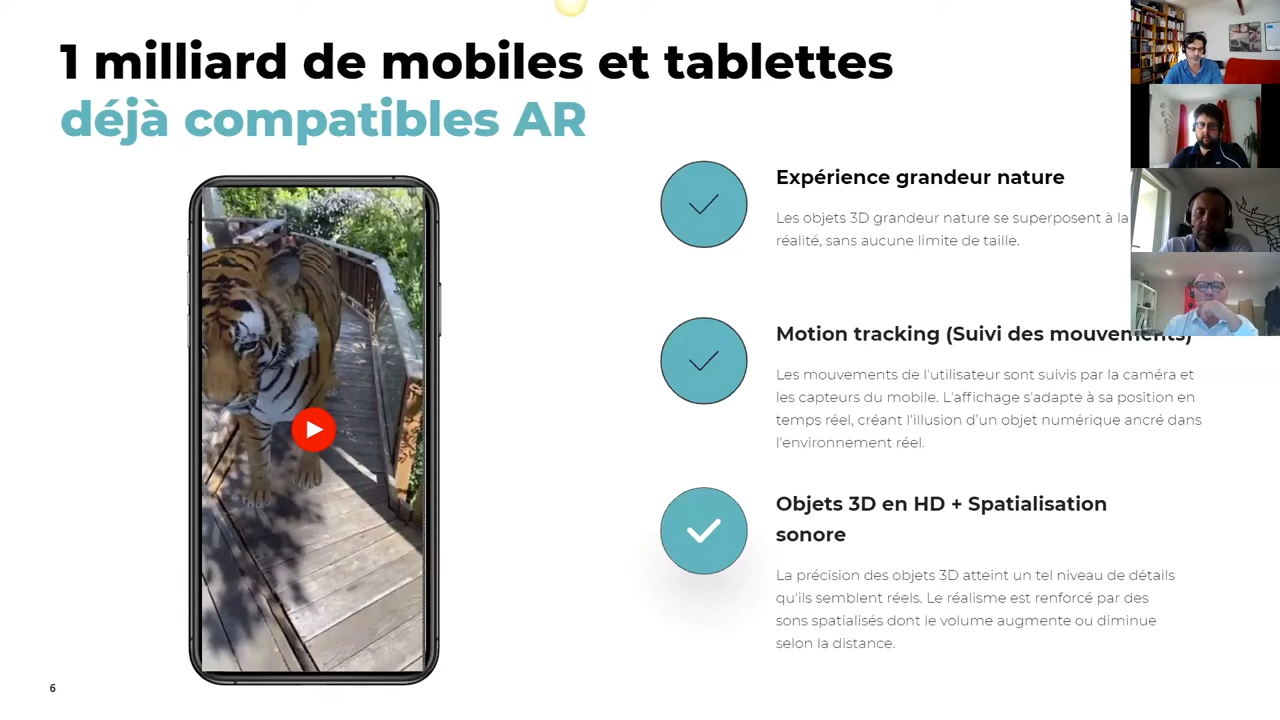 1 milliard de mobiles et tablettes
déjà compatibles AR
Expérience grandeur nature
Les objets 3D grandeur nature se superposent à la
réalité, sans aucune limite de taille.
Motion tracking (Suivi des mouvements)
Les mouvements de l'utilisateur sont suivis par la caméra et
les capteurs du mobile. L'affichage s'adapte à sa position en
temps réel, créant l'illusion d'un objet numérique ancré dans
l'environnement réel.
Objets 3D en HD + Spatialisation
sonore
La précision des objets 3D atteint un tel niveau de détails
qu'ils semblent réels. Le réalisme est renforcé par des
sons spatialisés dont le volume augmente ou diminue
selon la distance.
6